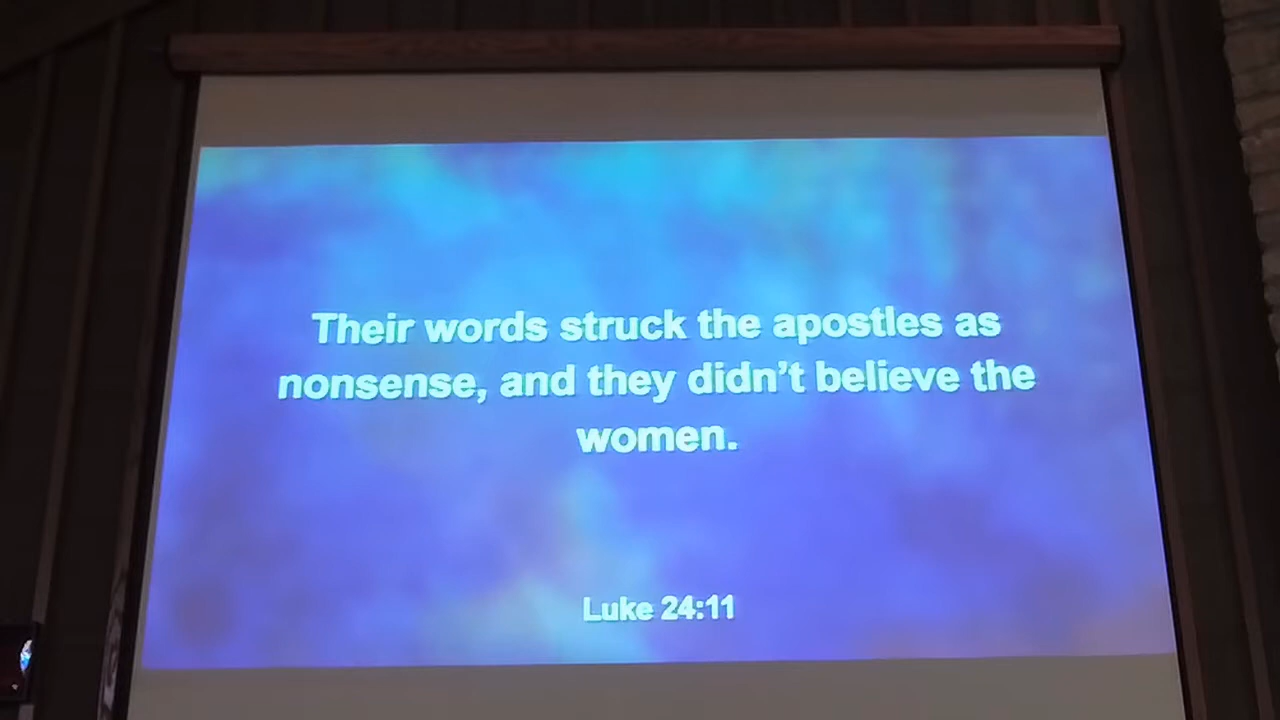 Their words struck the apostles as
nonsense, and they didn’t believe the
women.
Luke 24:11